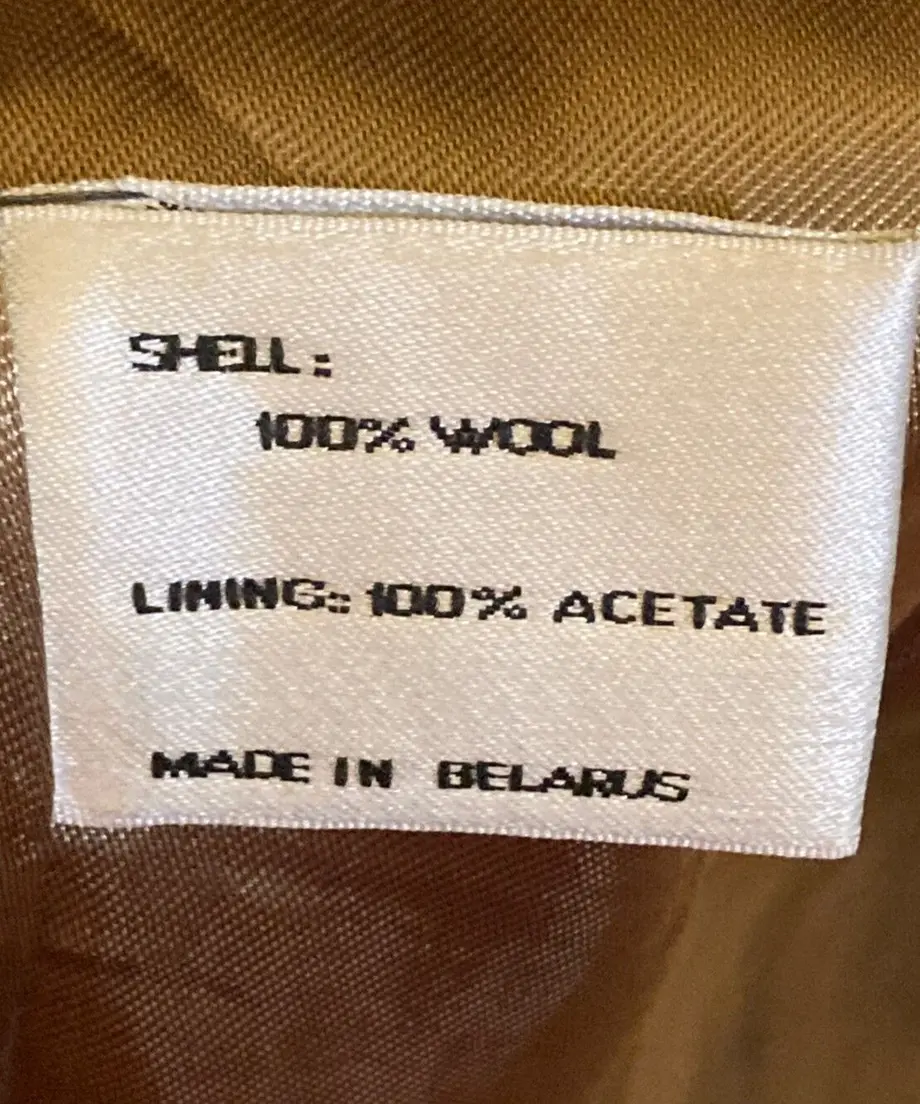 SHELL:
100% WOOL
LINING: 100% ACETATE
MADE IN BELARUS